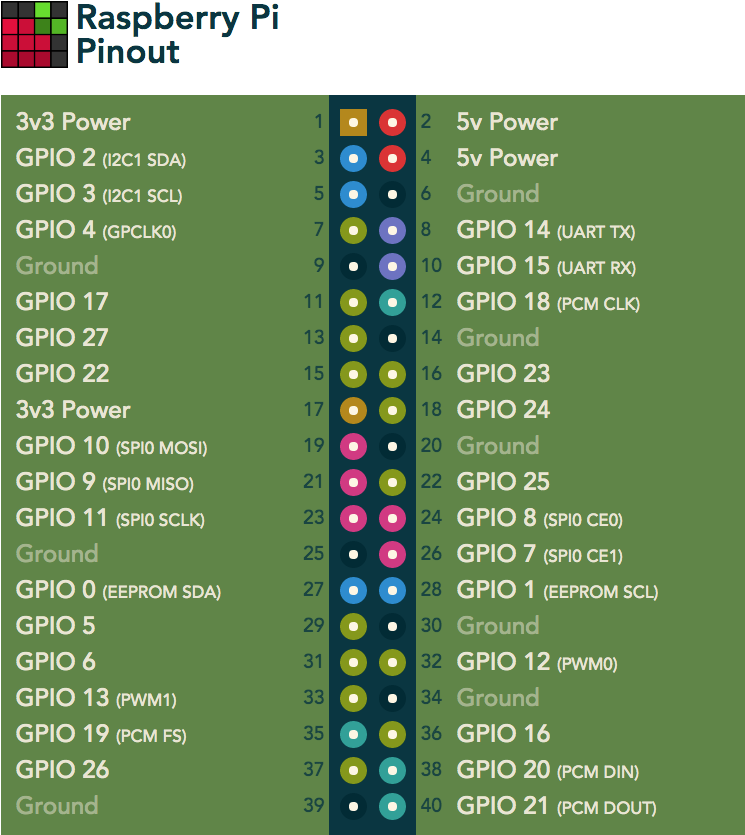 Raspberry Pi
Pinout
3v3 Power 1 2 5v Power
GPIO 2 (I2C1 SDA) 3 4 5v Power
GPIO 3 (I2C1 SCL) 5 6 Ground
GPIO 4 (GPCLK0) 7 8 GPIO 14 (UART TX)
Ground 9 10 GPIO 15 (UART RX)
GPIO 17 11 12 GPIO 18 (PCM CLK)
GPIO 27 13 14 Ground
GPIO 22 15 16 GPIO 23
3v3 Power 17 18 GPIO 24
GPIO 10 (SPI0 MOSI) 19 20 Ground
GPIO 9 (SPI0 MISO) 21 22 GPIO 25
GPIO 11 (SPI0 SCLK) 23 24 GPIO 8 (SPI0 CE0)
Ground 25 26 GPIO 7 (SPI0 CE1)
GPIO 0 (EEPROM SDA) 27 28 GPIO 1 (EEPROM SCL)
GPIO 5 29 30 Ground
GPIO 6 31 32 GPIO 12 (PWM0)
GPIO 13 (PWM1) 33 34 Ground
GPIO 19 (PCM FS) 35 36 GPIO 16
GPIO 26 37 38 GPIO 20 (PCM DIN)
Ground 39 40 GPIO 21 (PCM DOUT)